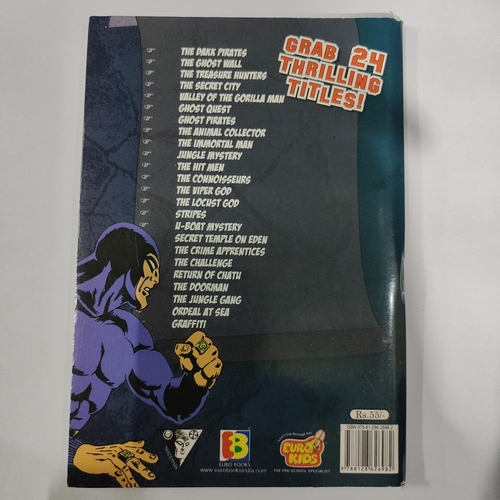 GRAB 24
THRILLING
TITLES!
THE DARK PIRATES
THE GHOST WALL
THE TREASURE HUNTERS
THE SECRET CITY
VALLEY OF THE GORILLA MAN
GHOST QUEST
GHOST PIRATES
THE ANIMAL COLLECTOR
THE IMMORTAL MAN
JUNGLE MYSTERY
THE HIT MEN
THE CONNOISSEURS
THE VIPER GOD
THE LOCUST GOD
STRIPES
U-BOAT MYSTERY
SECRET TEMPLE ON EDEN
THE CRIME APPRENTICES
THE CHALLENGE
RETURN OF CHATU
THE DOORMAN
THE JUNGLE GANG
ORDEAL AT SEA
GRAFFITI
Rs. 55/-
EURO BOOKS
www.eurobooksindia.com
EURO
KIDS
THE PRE-SCHOOL SPECIALIST